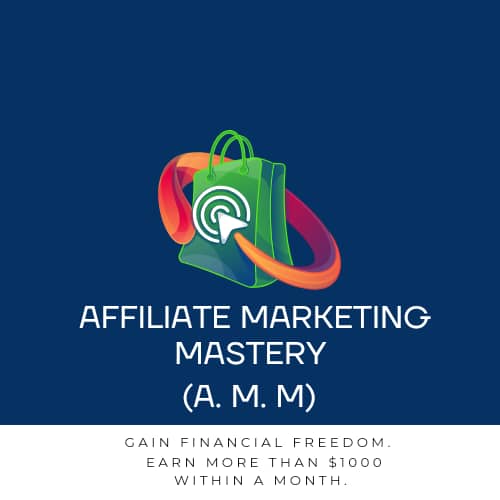 AFFILIATE MARKETING
MASTERY
(A. M. M)
GAIN FINANCIAL FREEDOM.
EARN MORE THAN $1000
WITHIN A MONTH.